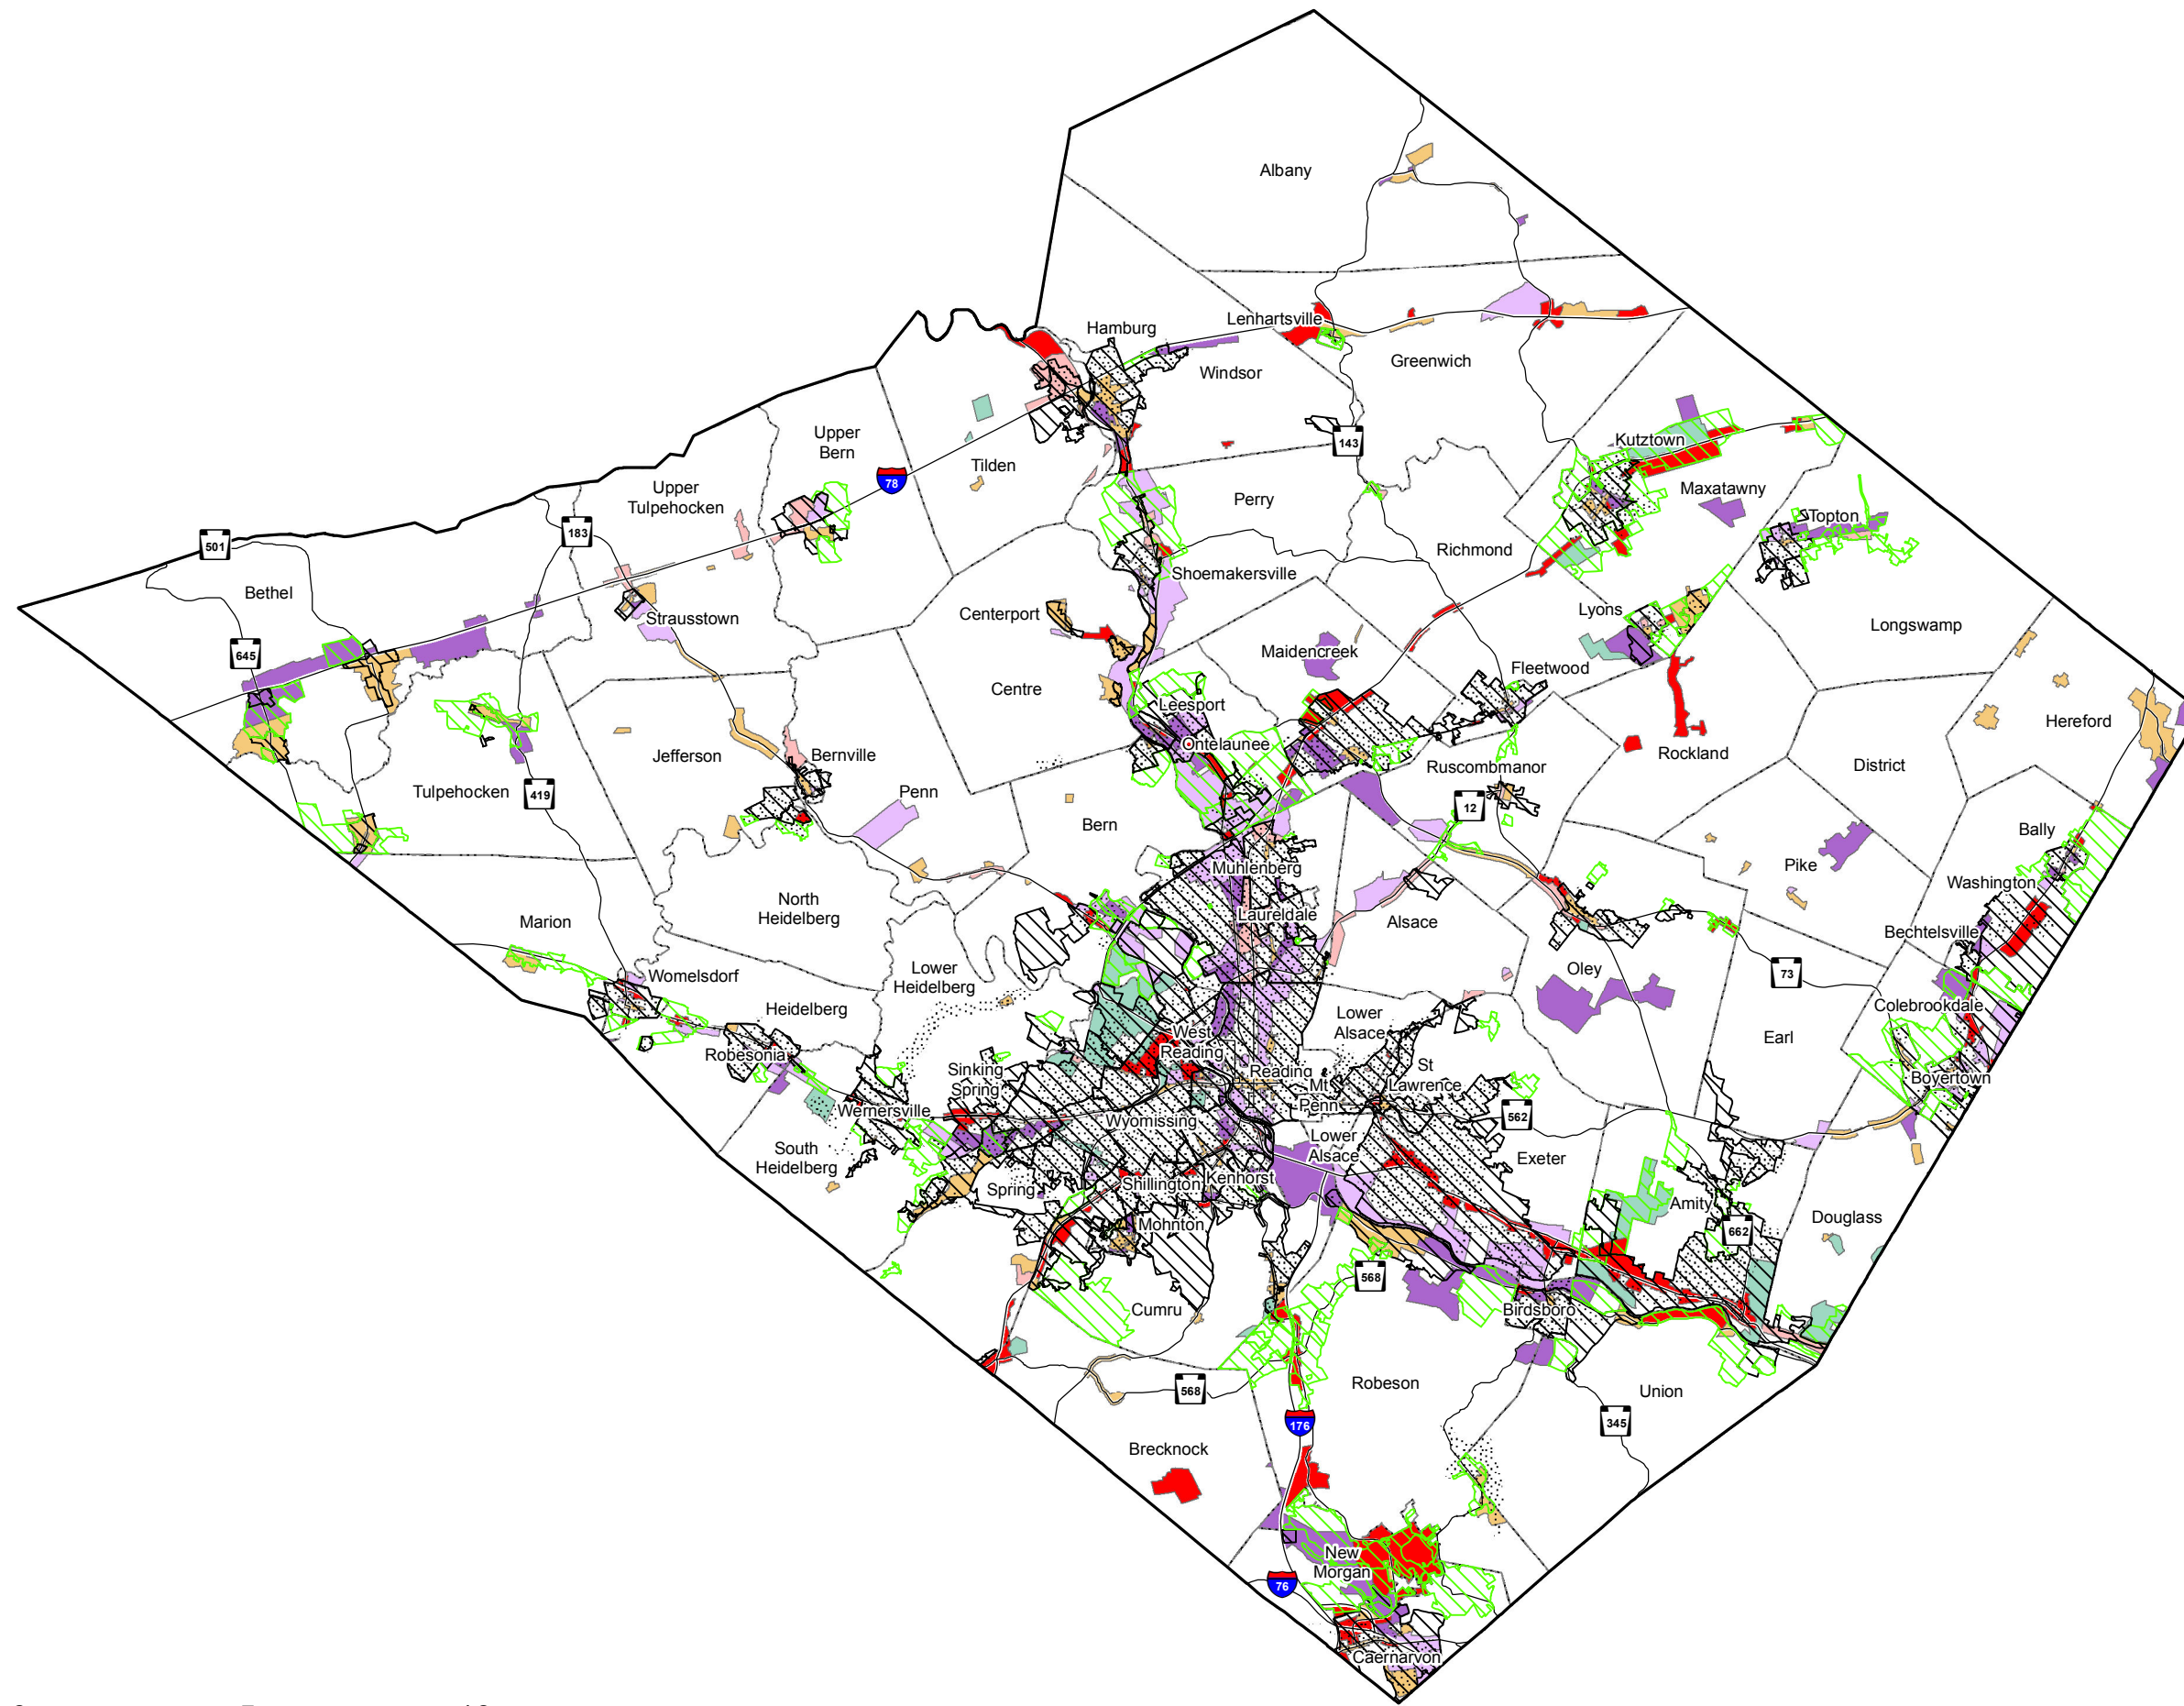 Albany
Hamburg
Lenhartsville
Windsor
Greenwich
143
Upper
Bern
78
Tilden
Kutztown
Maxatawny
Upper
Tulpehocken
Perry
Topton
501
183
Richmond
Bethel
Shoemakersville
Strausstown
Centerport
Lyons
Longswamp
645
Maidencreek
Fleetwood
Centre
Leesport
Hereford
Jefferson
Bernville
Ontelaunee
Rockland
Ruscombmanor
District
Tulpehocken
419
Penn
12
Bern
Bally
Muhlenberg
Pike
Washington
North
Heidelberg
Laureldale
Marion
Alsace
Bechtelsville
Womelsdorf
Lower
Heidelberg
Oley
73
Heidelberg
Colebrookdale
Lower
Alsace
West
Reading
Earl
Robesonia
Sinking
Spring
Reading
St
Lawrence
Boyertown
Mt
Penn
Wernersville
Wyomissing
562
South
Heidelberg
Lower
Alsace
Exeter
Spring
Shillington
Kenhorst
Amity
Mohnton
662
Douglass
568
Cumru
Birdsboro
568
Robeson
Union
176
345
Brecknock
New
Morgan
76
Caernarvon